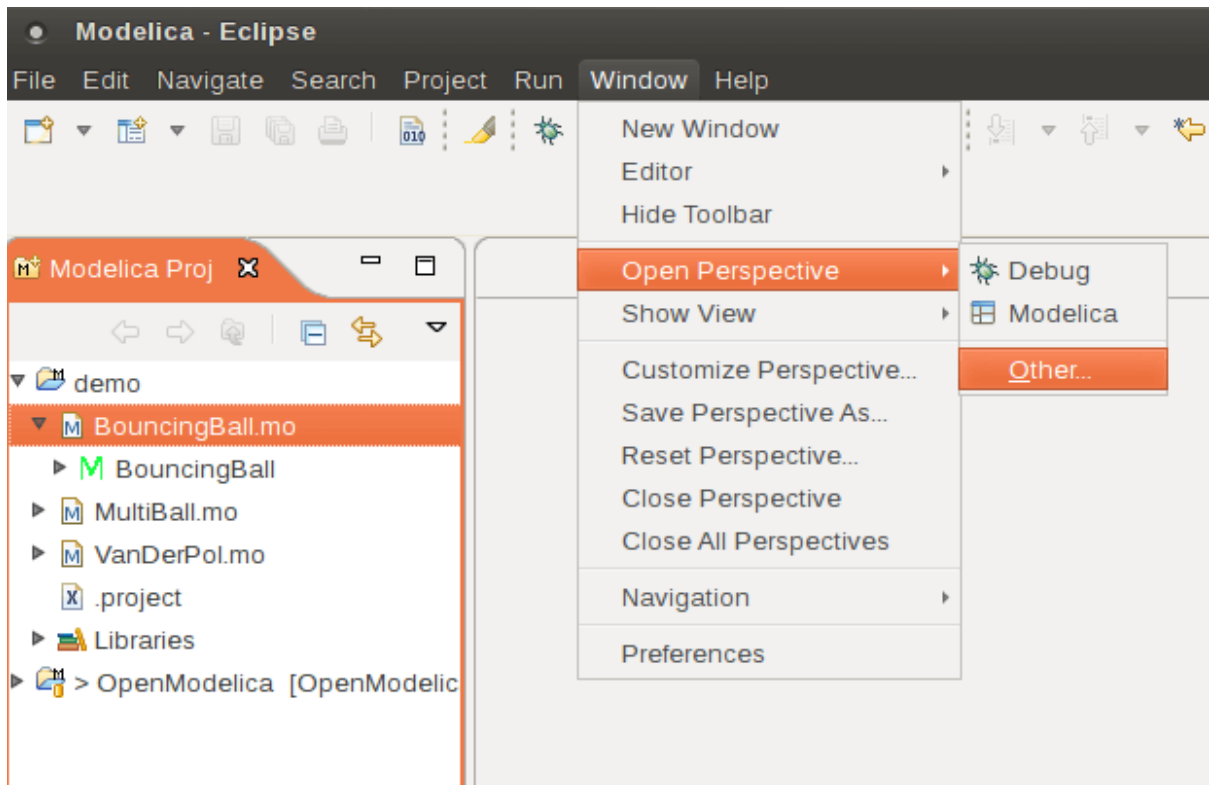 Modelica - Eclipse
File Edit Navigate Search Project Run Window Help
010
New Window
Editor
Hide Toolbar
Open Perspective
Show View
Customize Perspective...
Save Perspective As...
Reset Perspective...
Close Perspective
Close All Perspectives
Navigation
Preferences
Debug
Modelica
Other...
Modelica Proj
demo
BouncingBall.mo
BouncingBall
MultiBall.mo
VanDerPol.mo
.project
Libraries
> OpenModelica [OpenModelic